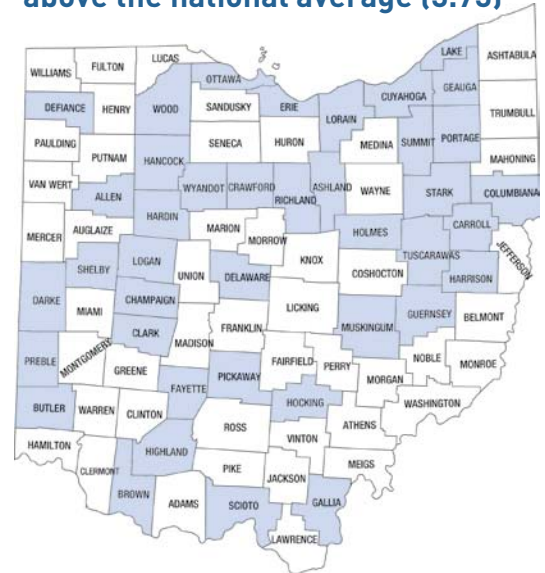 above the national average (3.75)
LUCAS
LAKE
ASHTABULA
WILLIAMS
FULTON
OTTAWA
GEAUGA
CUYAHOGA
DEFIANCE
HENRY
WOOD
SANDUSKY
ERIE
LORAIN
TRUMBULL
PAULDING
SENECA
HURON
MEDINA
SUMMIT
PORTAGE
PUTNAM
HANCOCK
MAHONING
VAN WERT
ALLEN
WYANDOT
CRAWFORD
RICHLAND
ASHLAND
WAYNE
STARK
COLUMBIANA
HARDIN
MERCER
AUGLAIZE
MARION
MORROW
HOLMES
CARROLL
TUSCARAWAS
JEFFERSON
SHELBY
LOGAN
UNION
KNOX
COSHOCTON
DELAWARE
HARRISON
DARKE
CHAMPAIGN
LICKING
GUERNSEY
MIAMI
BELMONT
CLARK
FRANKLIN
MUSKINGUM
MADISON
PREBLE
MONTGOMERY
GREENE
FAIRFIELD
PERRY
NOBLE
MONROE
FAYETTE
PICKAWAY
MORGAN
BUTLER
WARREN
CLINTON
HOCKING
WASHINGTON
ROSS
ATHENS
HAMILTON
HIGHLAND
VINTON
CLERMONT
PIKE
MEIGS
JACKSON
BROWN
ADAMS
SCIOTO
GALLIA
LAWRENCE